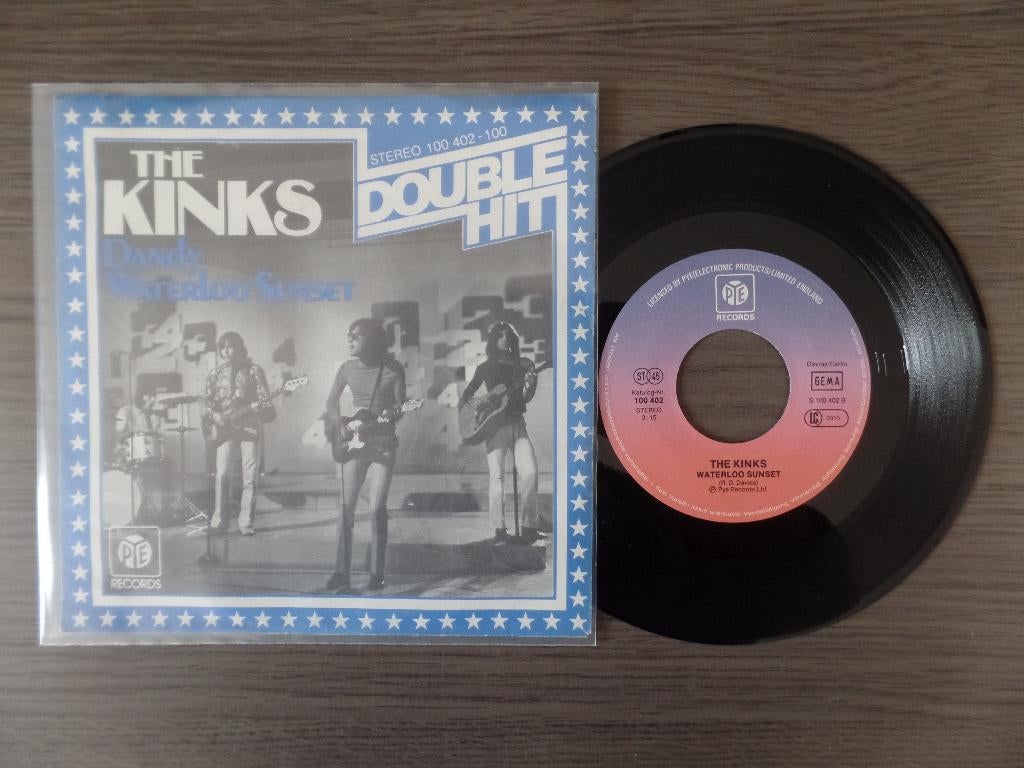 THE
KINKS
DANDY
WATERLOO SUNSET
STEREO 100 402-100
DOUBLE
HIT
PYE
RECORDS
LICENCED BY PYE(ELECTRONIC PRODUCTS)LIMITED ENGLAND
PYE
RECORDS
ST 45
Katalog-Nr.
100 402
STEREO
3:15
Davray/Carlin
GEMA
S 100 402 B
LC 0315
THE KINKS
WATERLOO SUNSET
(R. D. Davies)
Ⓟ Pye Records Ltd.